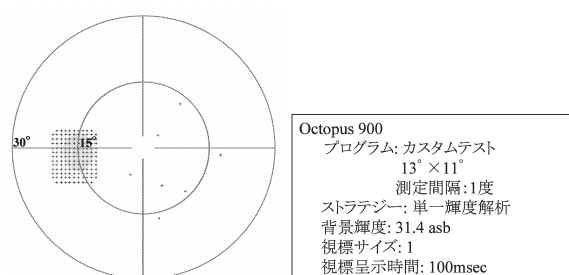 30°
15°
Octopus 900
プログラム: カスタムテスト
13°×11°
測定間隔:1度
ストラテジー: 単一輝度解析
背景輝度: 31.4 asb
視標サイズ: 1
視標呈示時間: 100msec